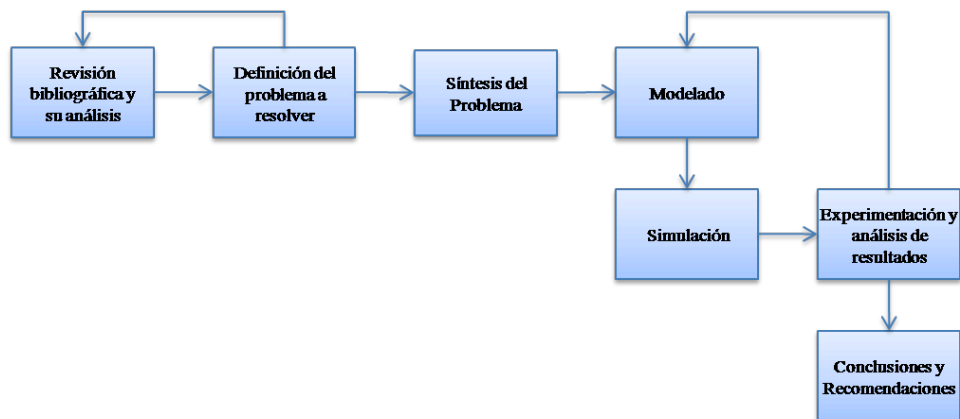 Revisión
bibliográfica y
su análisis
Definición del
problema a
resolver
Síntesis del
Problema
Modelado
Simulación
Experimentación y
análisis de
resultados
Conclusiones y
Recomendaciones